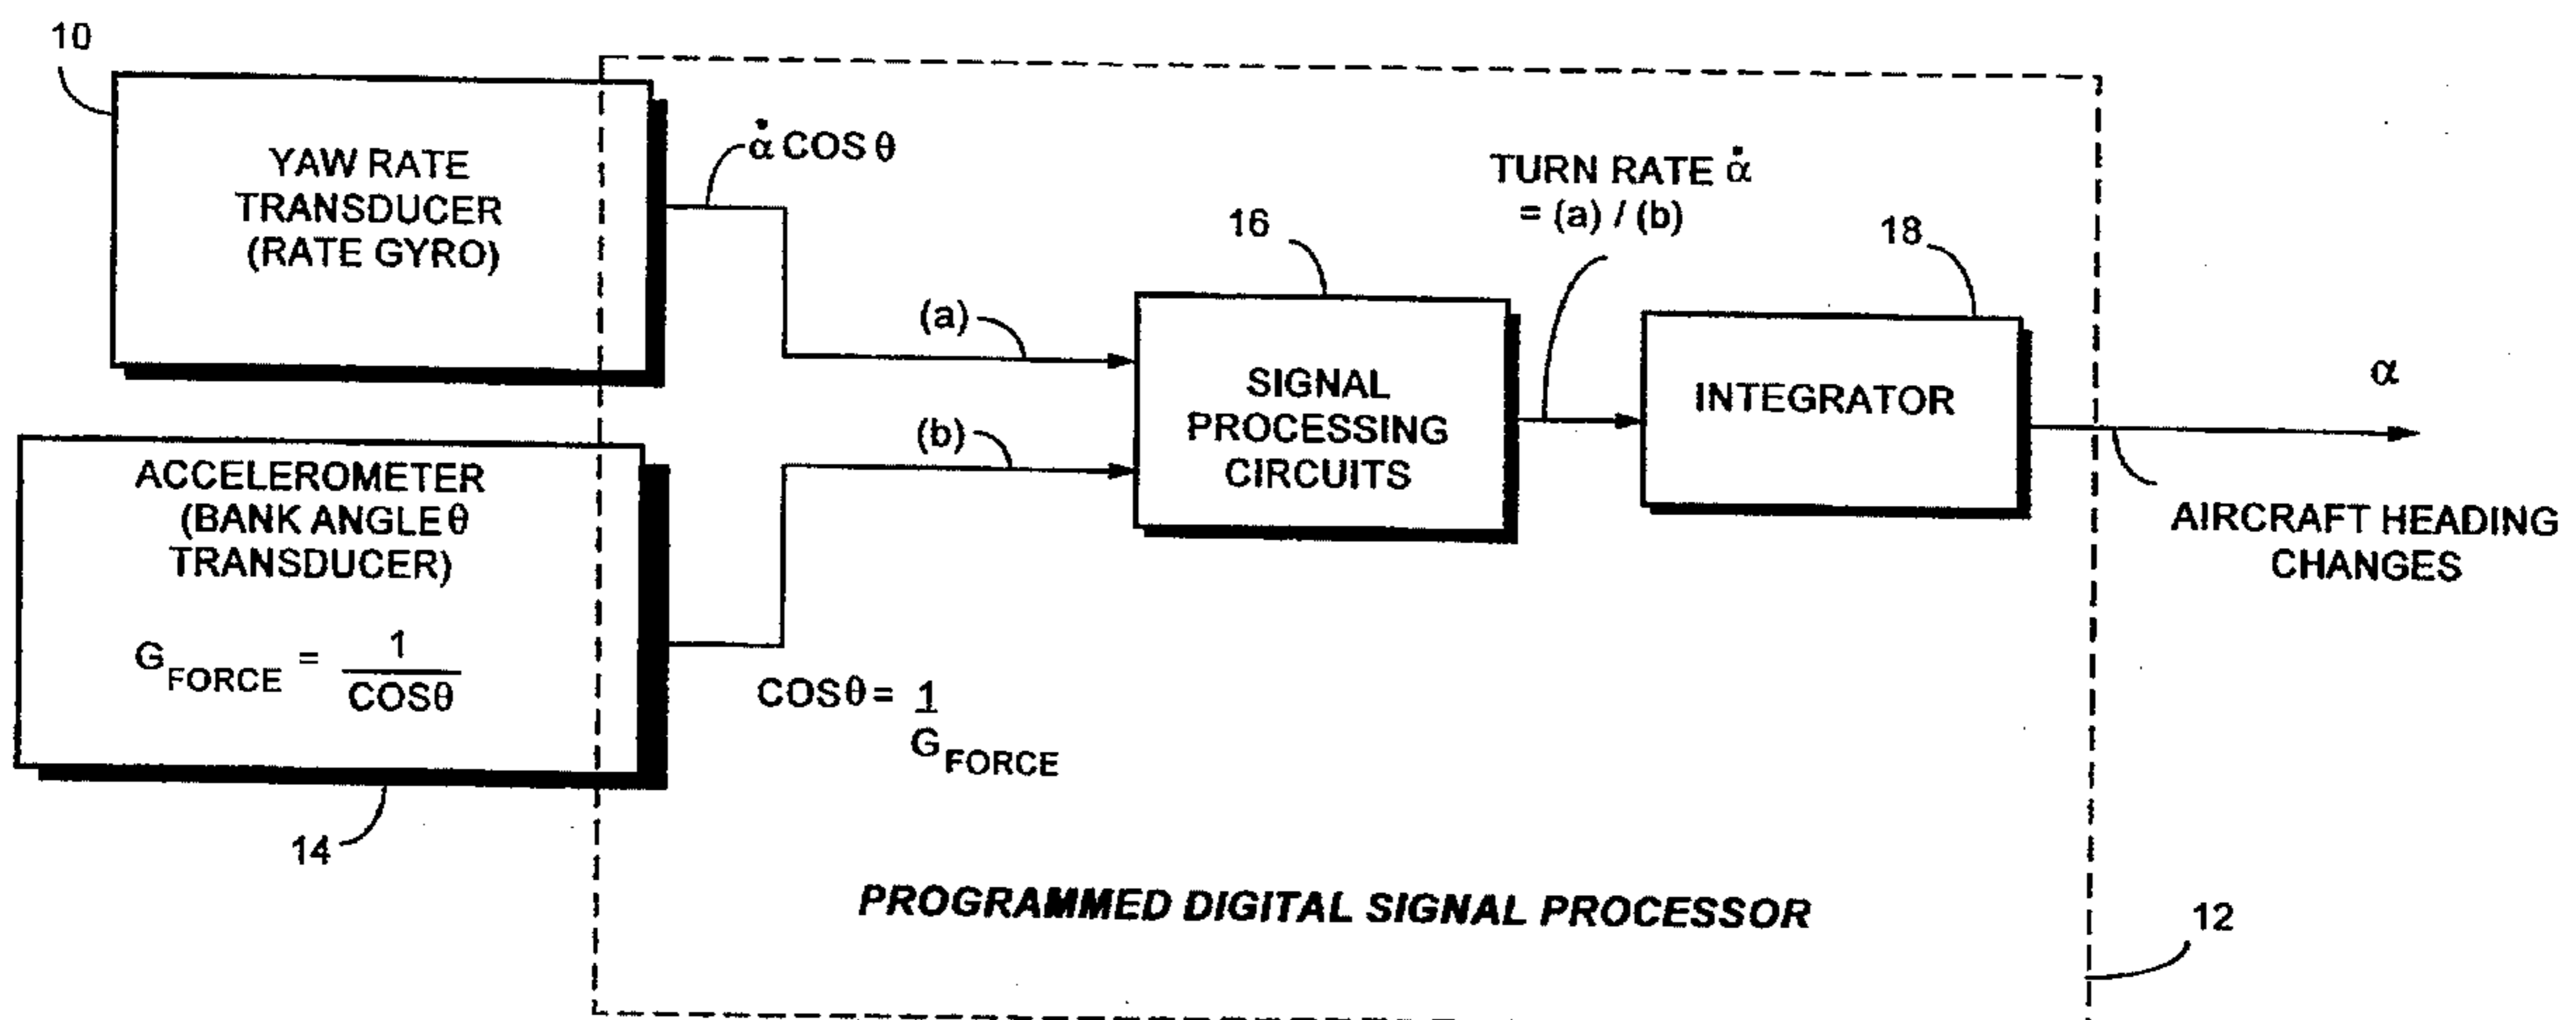 10
YAW RATE
TRANSDUCER
(RATE GYRO)
α̇ COS θ
(a)
(b)
16
SIGNAL
PROCESSING
CIRCUITS
TURN RATE α̇
= (a) / (b)
18
INTEGRATOR
α
AIRCRAFT HEADING
CHANGES
ACCELEROMETER
(BANK ANGLE θ
TRANSDUCER)
G FORCE = 1
COSθ
14
COSθ = 1
G FORCE
PROGRAMMED DIGITAL SIGNAL PROCESSOR
12